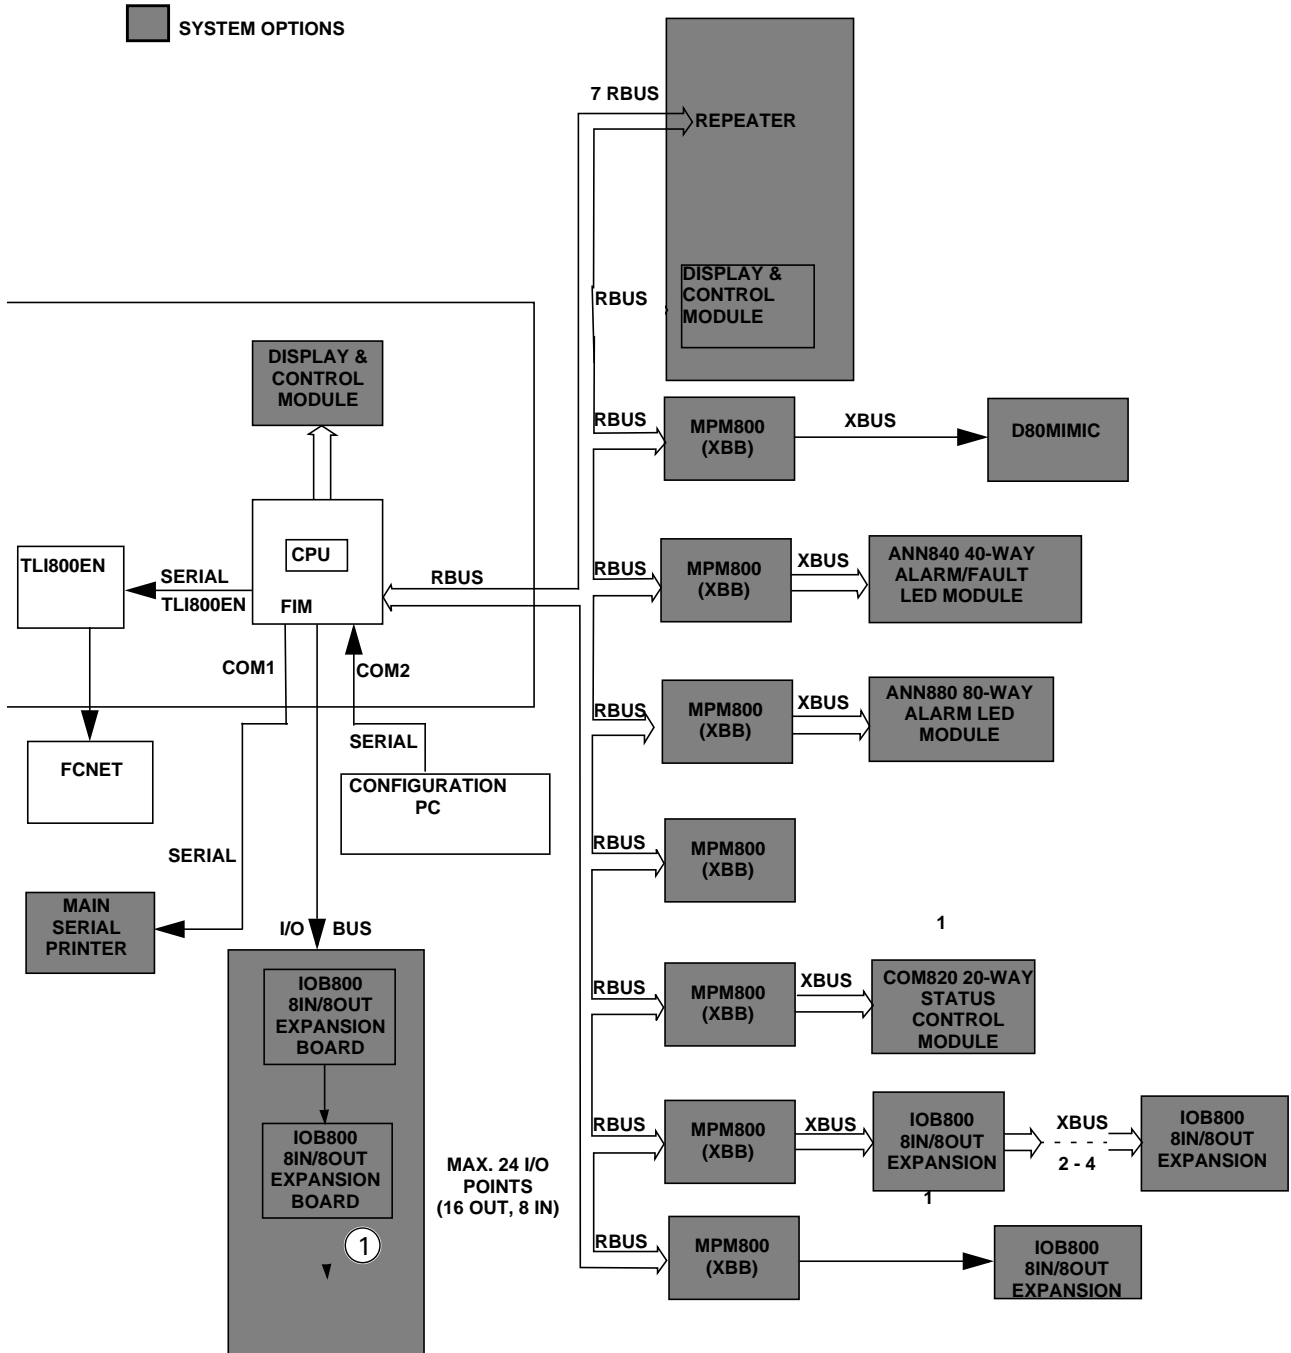 SYSTEM OPTIONS
7 RBUS
REPEATER
DISPLAY &
CONTROL
MODULE
RBUS
DISPLAY &
CONTROL
MODULE
RBUS
MPM800
(XBB)
XBUS
D80MIMIC
TLI800EN
SERIAL
TLI800EN
CPU
FIM
RBUS
RBUS
MPM800
(XBB)
XBUS
ANN840 40-WAY
ALARM/FAULT
LED MODULE
COM1
COM2
RBUS
MPM800
(XBB)
XBUS
ANN880 80-WAY
ALARM LED
MODULE
FCNET
SERIAL
CONFIGURATION
PC
SERIAL
RBUS
MPM800
(XBB)
MAIN
SERIAL
PRINTER
I/O BUS
1
IOB800
8IN/8OUT
EXPANSION
BOARD
RBUS
MPM800
(XBB)
XBUS
COM820 20-WAY
STATUS
CONTROL
MODULE
IOB800
8IN/8OUT
EXPANSION
BOARD
MAX. 24 I/O
POINTS
(16 OUT, 8 IN)
RBUS
MPM800
(XBB)
XBUS
IOB800
8IN/8OUT
EXPANSION
1
XBUS
2 - 4
IOB800
8IN/8OUT
EXPANSION
1
RBUS
MPM800
(XBB)
IOB800
8IN/8OUT
EXPANSION